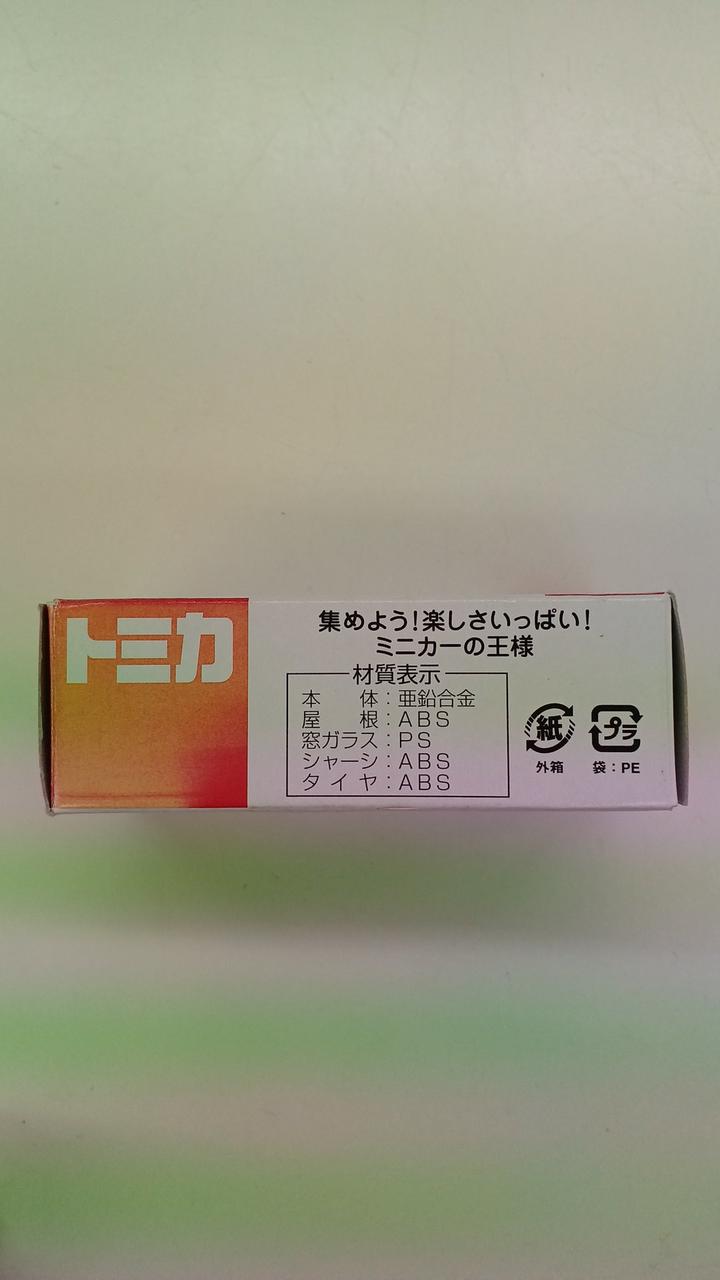 トミカ
集めよう!楽しさいっぱい!
ミニカーの王様
材質表示
本体:亜鉛合金
屋根:ABS
窓ガラス:PS
シャーシ:ABS
タイヤ:ABS
紙
外箱
プラ
袋:PE